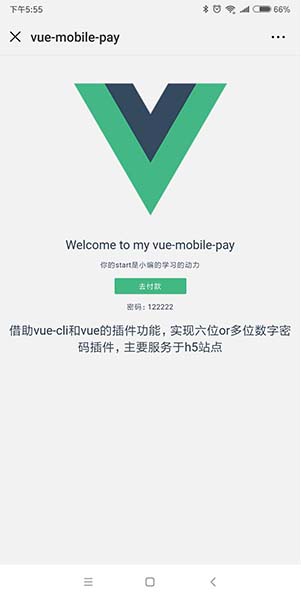 下午5:55
66%
vue-mobile-pay
Welcome to my vue-mobile-pay
你的start是小编的学习的动力
去付款
密码：122222
借助vue-cli和vue的插件功能，实现六位or多位数字密
码插件，主要服务于h5站点